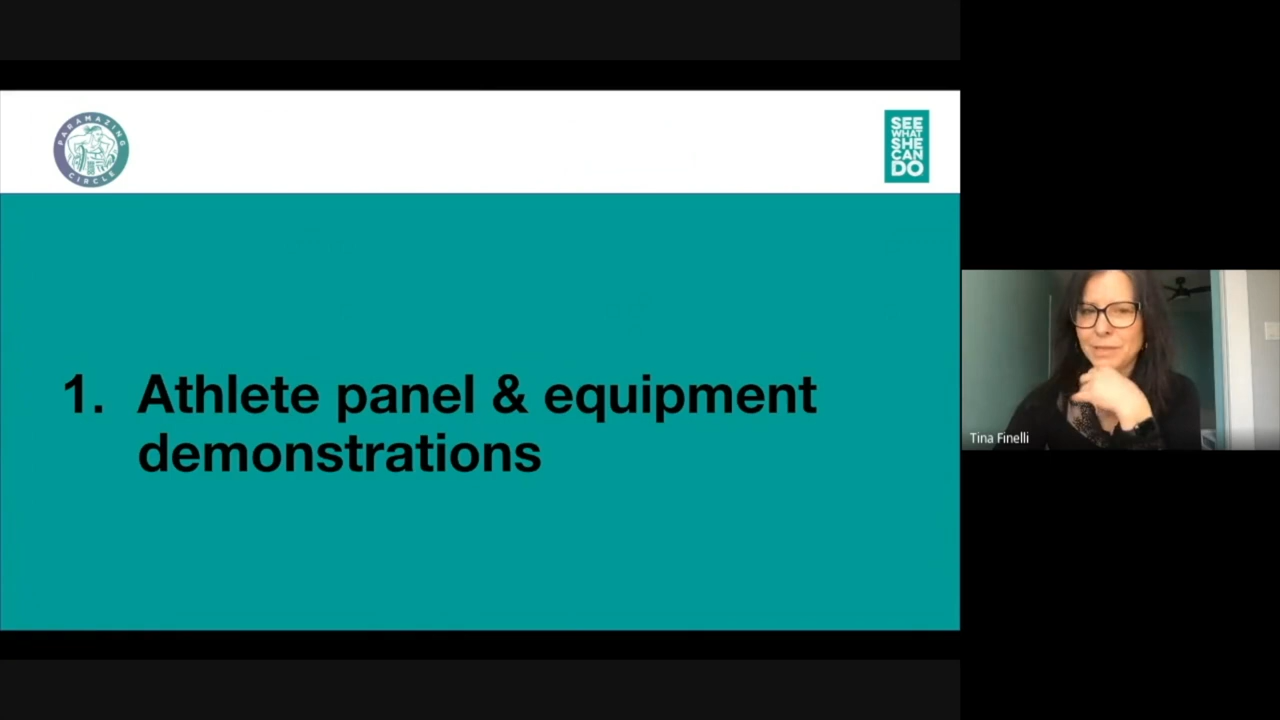 PARAMAZING
CIRCLE
SEE
WHAT
SHE
CAN
DO
1. Athlete panel & equipment
demonstrations
Tina Finelli